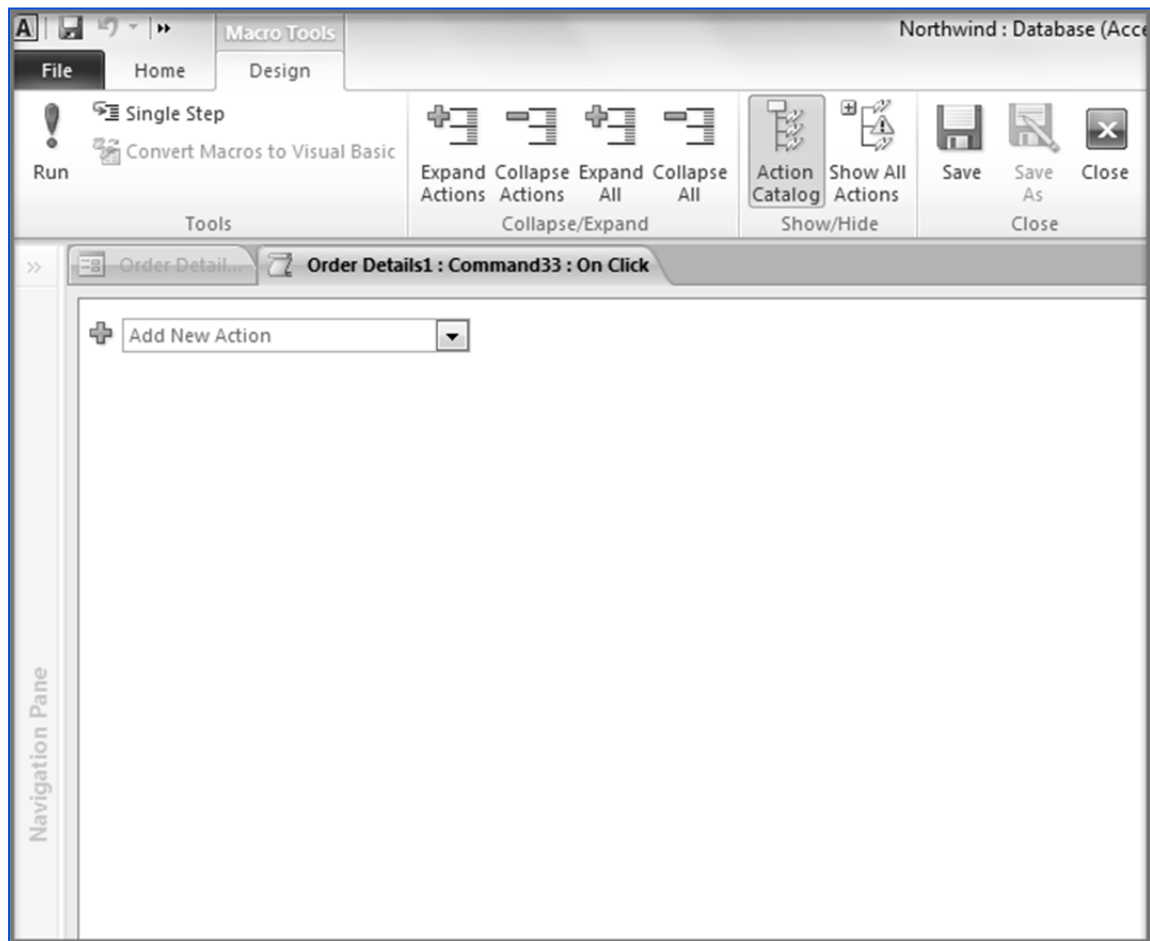 A
Macro Tools
Northwind : Database (Acce
File
Home
Design
Run
Single Step
Convert Macros to Visual Basic
Tools
Expand Actions
Collapse Actions
Expand All
Collapse All
Collapse/Expand
Action Catalog
Show All Actions
Show/Hide
Save
Save As
Close
Close
Order Detail...
Order Details1 : Command33 : On Click
Add New Action
Navigation Pane